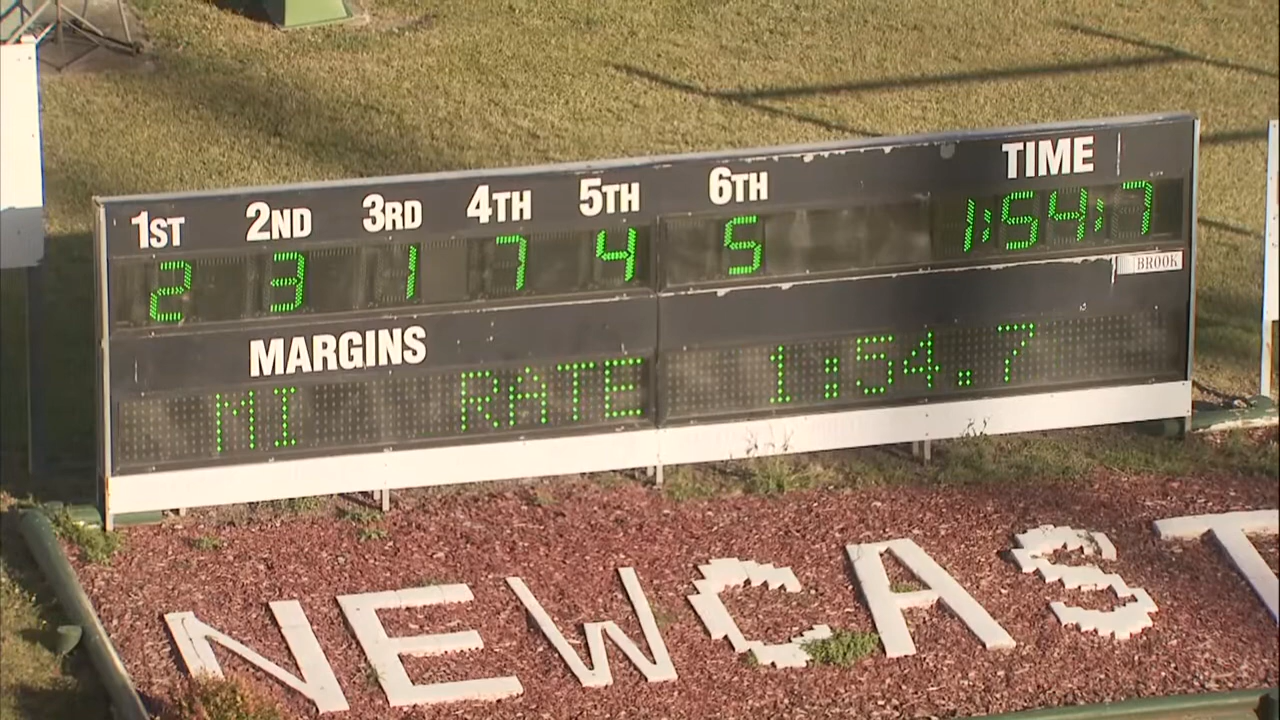 1ST 2ND 3RD 4TH 5TH 6TH TIME
2 3 1 7 4 5 1:54:7
BROOK
MARGINS
MI RATE 1:54.7
NEWCAST